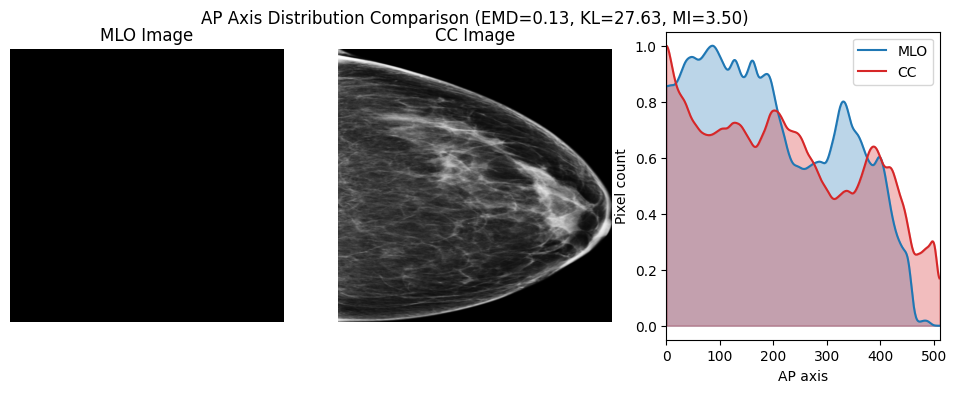 AP Axis Distribution Comparison (EMD=0.13, KL=27.63, MI=3.50)
MLO Image
CC Image
MLO
CC
Pixel count
1.0
0.8
0.6
0.4
0.2
0.0
0 100 200 300 400 500
AP axis